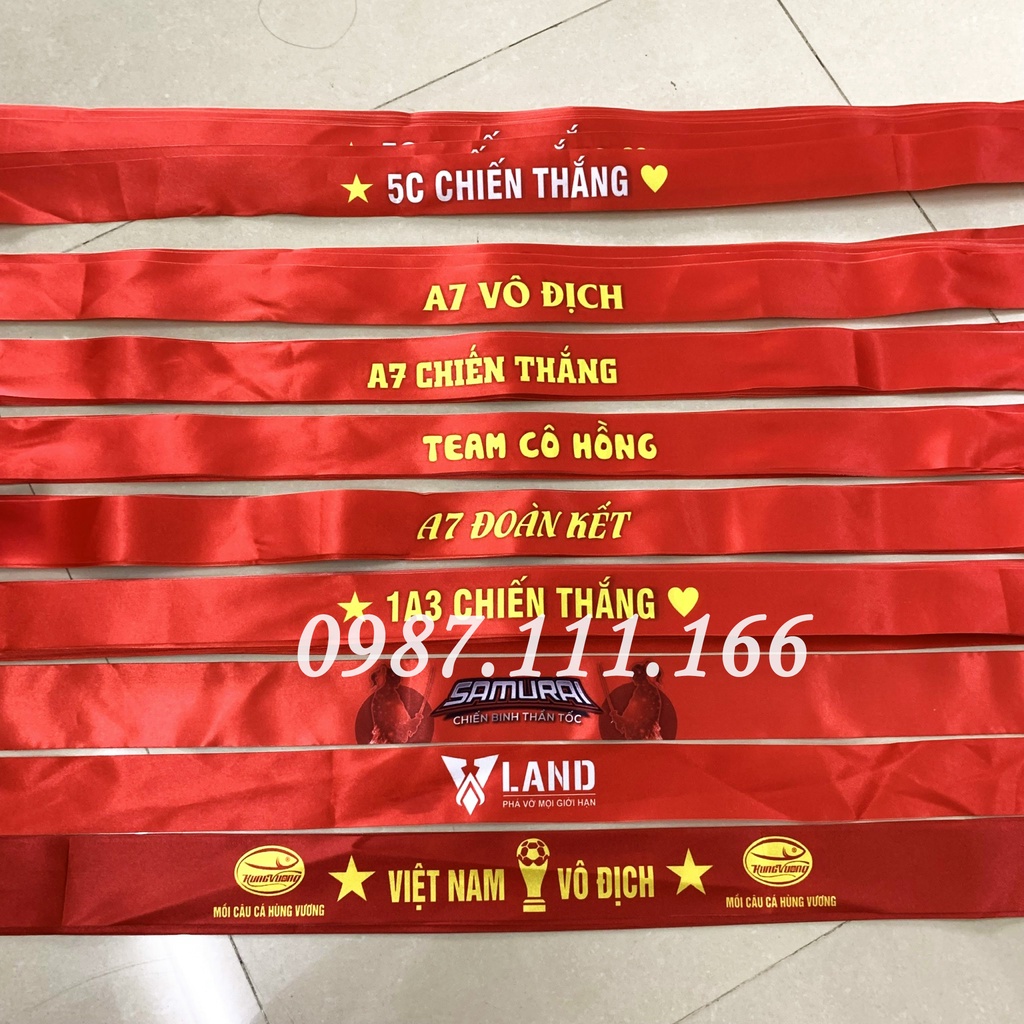 5C CHIẾN THẮNG
A7 VÔ ĐỊCH
A7 CHIẾN THẮNG
TEAM CÔ HỒNG
A7 ĐOÀN KẾT
1A3 CHIẾN THẮNG
0987.111.166
SAMURAI
CHIẾN BINH THẦN TỐC
LAND
PHÁ VỠ MỌI GIỚI HẠN
HùngVương VIỆT NAM VÔ ĐỊCH HùngVương
MỒI CÂU CÁ HÙNG VƯƠNG MỒI CÂU CÁ HÙNG VƯƠNG